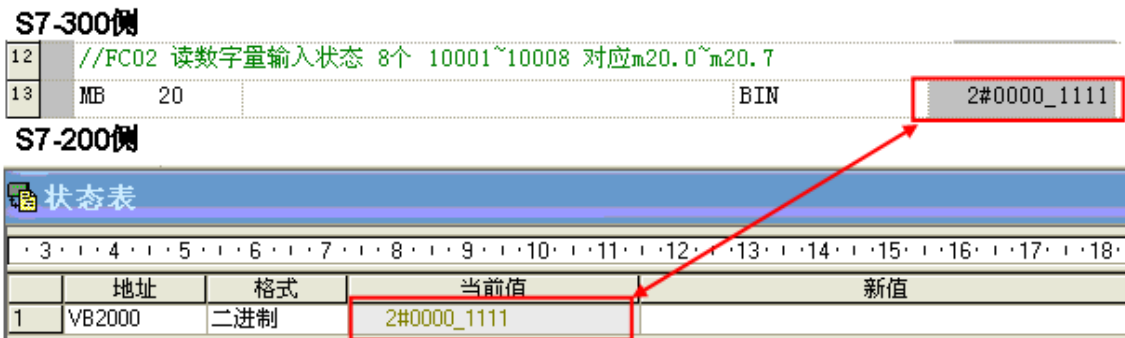 S7-300侧
12 //FC02 读数字量输入状态 8个 10001~10008 对应m20.0~m20.7
13 MB 20 BIN 2#0000_1111
S7-200侧
状态表
· 3 · ı · 4 · ı · 5 · ı · 6 · ı · 7 · ı · 8 · ı · 9 · ı · 10 · ı · 11 · ı · 12 · ı · 13 · ı · 14 · ı · 15 · ı · 16 · ı · 17 · ı · 18 ·
地址 格式 当前值 新值
1 VB2000 二进制 2#0000_1111